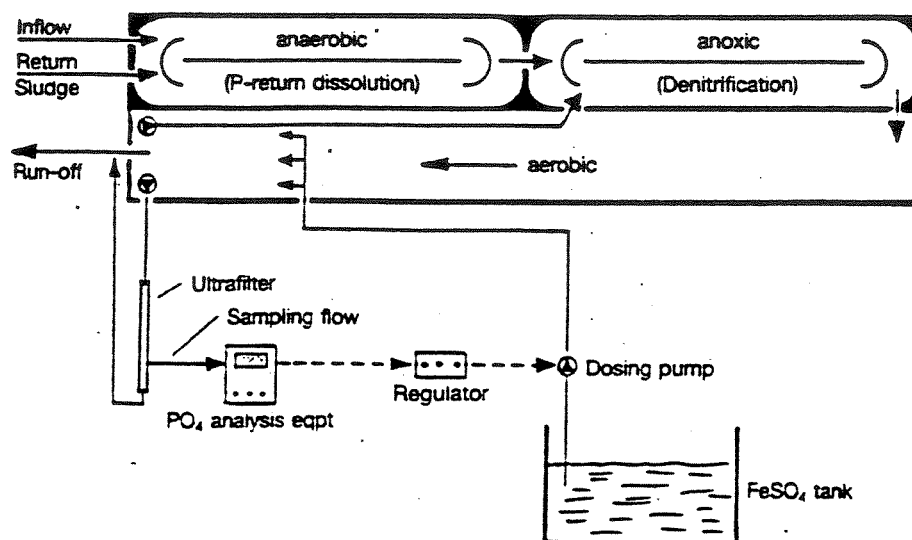 Inflow
Return
Sludge
anaerobic
(P-return dissolution)
anoxic
(Denitrification)
Run-off
aerobic
Ultrafilter
Sampling flow
PO₄ analysis eqpt
Regulator
Dosing pump
FeSO₄ tank